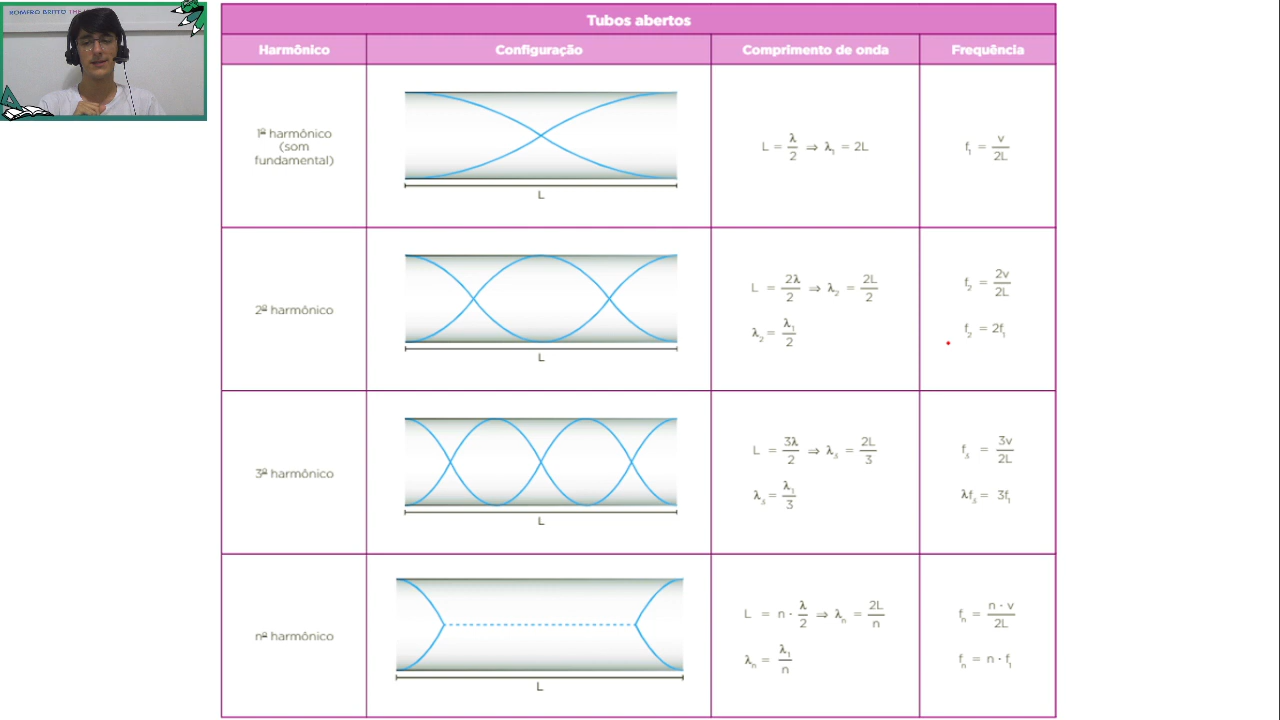 ROMERO BRITO
Tubos abertos
Harmônico Configuração Comprimento de onda Frequência
1º harmônico
(som
fundamental)
L
L = λ/2 ⇒ λ₁ = 2L
f₁ = v/2L
2º harmônico
L
L = 2λ/2 ⇒ λ₂ = 2L/2
λ₂ = λ₁/2
f₂ = 2v/2L
f₂ = 2f₁
3º harmônico
L
L = 3λ/2 ⇒ λ₃ = 2L/3
λ₃ = λ₁/3
f₃ = 3v/2L
λf₃ = 3f₁
nº harmônico
L
L = n · λ/2 ⇒ λₙ = 2L/n
λₙ = λ₁/n
fₙ = n · v/2L
fₙ = n · f₁